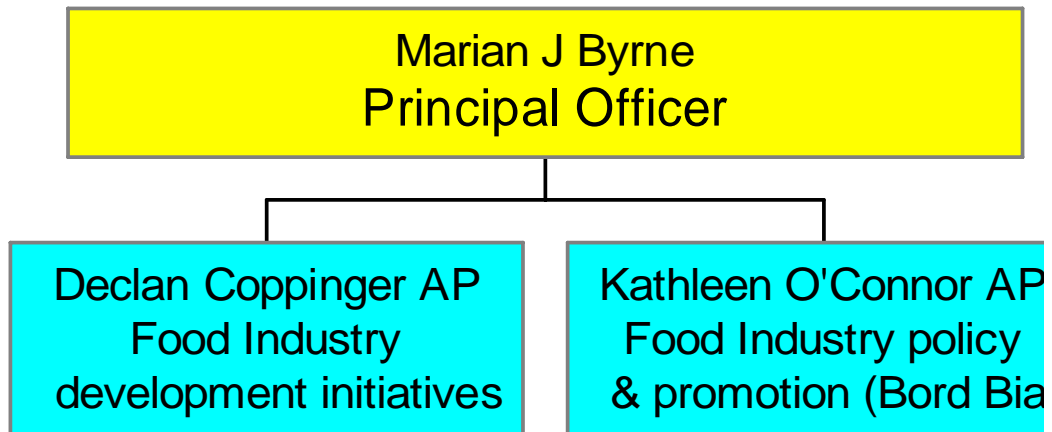 Marian J Byrne
Principal Officer
Declan Coppinger AP
Food Industry
development initiatives
Kathleen O'Connor AP
Food Industry policy
& promotion (Bord Bia